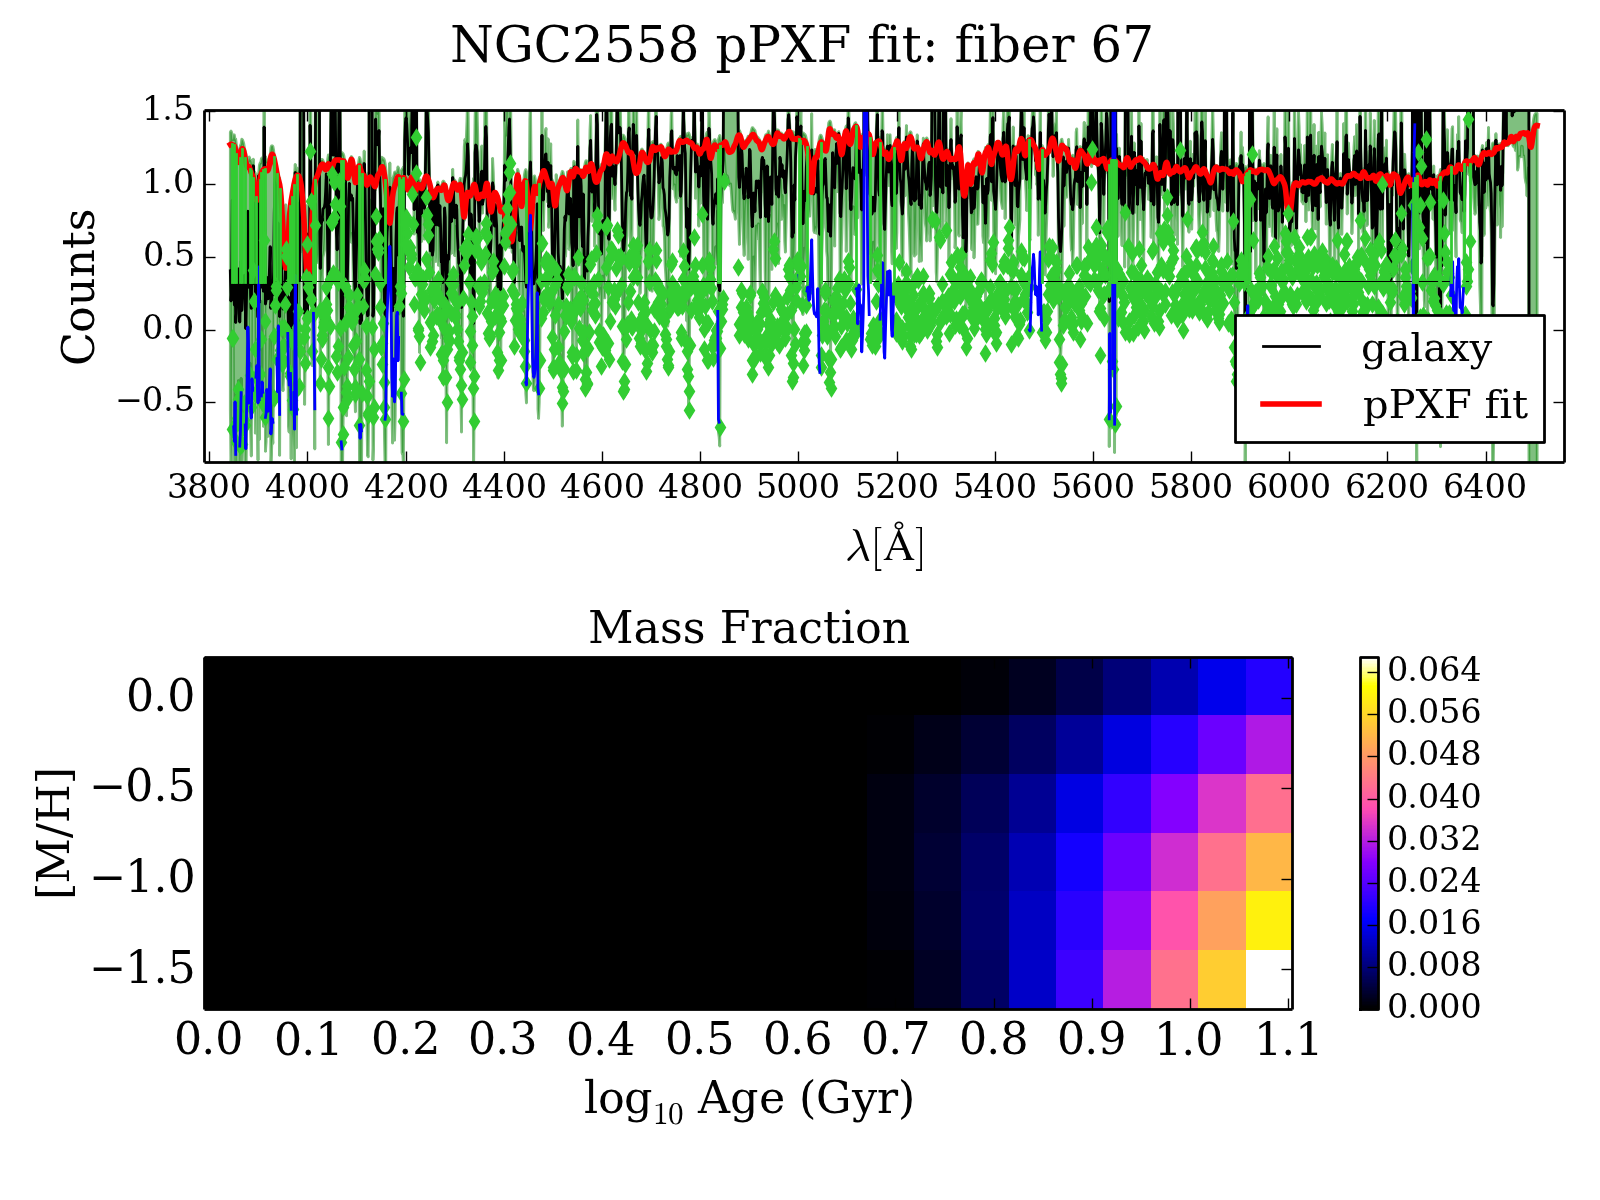 NGC2558 pPXF fit: fiber 67
1.5
1.0
0.5
0.0
−0.5
Counts
galaxy
pPXF fit
3800 4000 4200 4400 4600 4800 5000 5200 5400 5600 5800 6000 6200 6400
λ[Å]
Mass Fraction
0.0
−0.5
−1.0
−1.5
[M/H]
0.064
0.056
0.048
0.040
0.032
0.024
0.016
0.008
0.000
0.0 0.1 0.2 0.3 0.4 0.5 0.6 0.7 0.8 0.9 1.0 1.1
log₁₀ Age (Gyr)